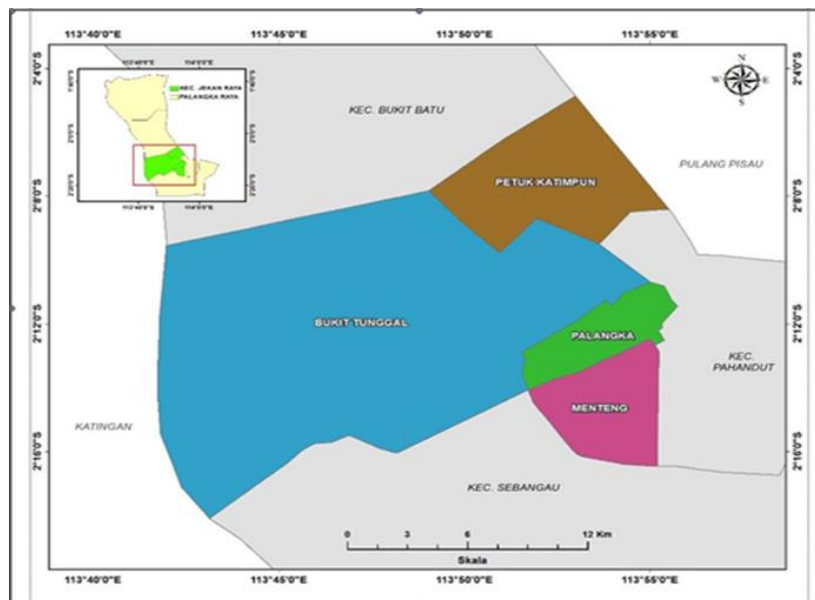 113°40'0"E 113°45'0"E 113°50'0"E 113°55'0"E
2°4'0"S
2°8'0"S
2°12'0"S
2°16'0"S
KEC. JEKAN RAYA
PALANGKA RAYA
N
W E
S
KEC. BUKIT BATU
PULANG PISAU
PETUK KATIMPUN
BUKIT TUNGGAL
PALANGKA
KEC.
PAHANDUT
MENTENG
KATINGAN
KEC. SEBANGAU
0 3 6 12 Km
Skala
2°4'0"S
2°8'0"S
2°12'0"S
2°16'0"S
113°40'0"E 113°45'0"E 113°50'0"E 113°55'0"E